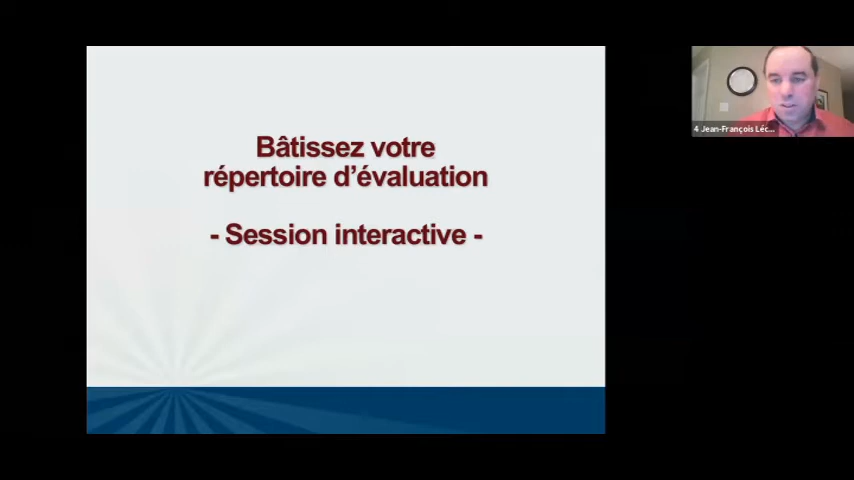 Bâtissez votre
répertoire d'évaluation
- Session interactive -
4 Jean-François Léc...